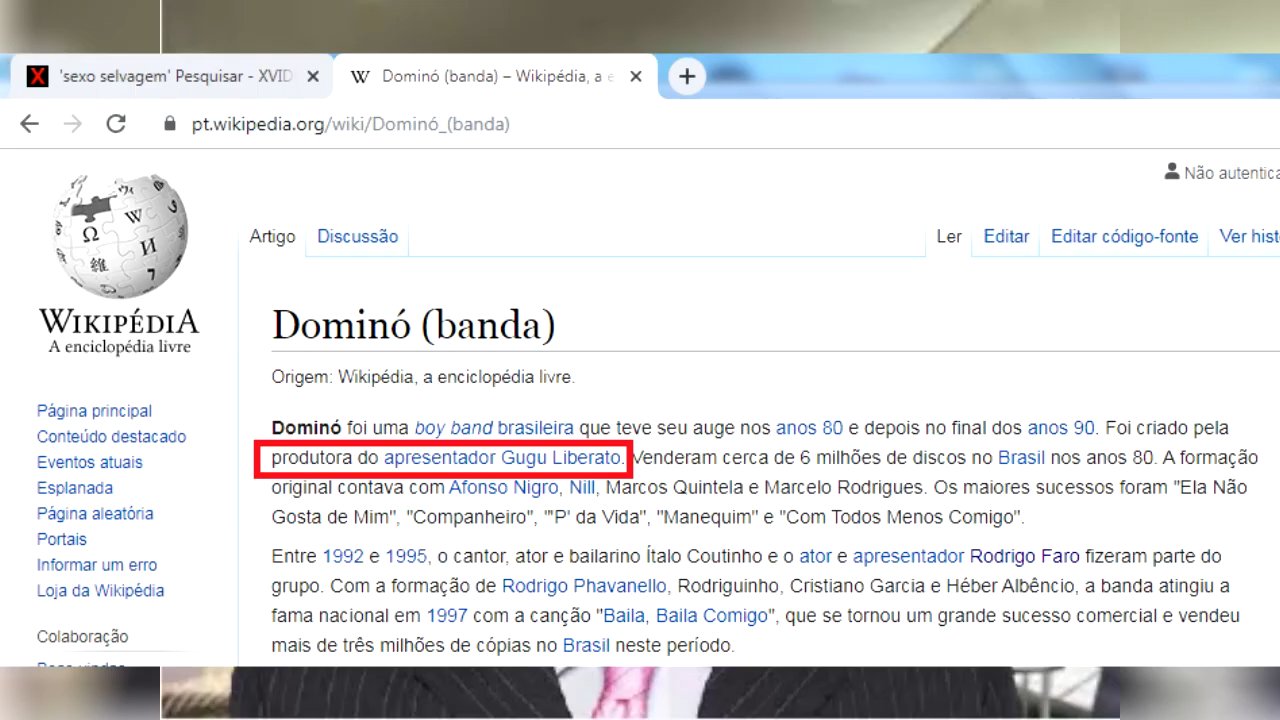 'sexo selvagem' Pesquisar - XVID
Dominó (banda) – Wikipédia, a e
pt.wikipedia.org/wiki/Dominó_(banda)
Não autentica
Artigo Discussão Ler Editar Editar código-fonte Ver hist
WIKIPÉDIA
A enciclopédia livre
Dominó (banda)
Origem: Wikipédia, a enciclopédia livre.
Dominó foi uma boy band brasileira que teve seu auge nos anos 80 e depois no final dos anos 90. Foi criado pela
produtora do apresentador Gugu Liberato. Venderam cerca de 6 milhões de discos no Brasil nos anos 80. A formação
original contava com Afonso Nigro, Nill, Marcos Quintela e Marcelo Rodrigues. Os maiores sucessos foram "Ela Não
Gosta de Mim", "Companheiro", "'P' da Vida", "Manequim" e "Com Todos Menos Comigo".
Entre 1992 e 1995, o cantor, ator e bailarino Ítalo Coutinho e o ator e apresentador Rodrigo Faro fizeram parte do
grupo. Com a formação de Rodrigo Phavanello, Rodriguinho, Cristiano Garcia e Héber Albêncio, a banda atingiu a
fama nacional em 1997 com a canção "Baila, Baila Comigo", que se tornou um grande sucesso comercial e vendeu
mais de três milhões de cópias no Brasil neste período.
Página principal
Conteúdo destacado
Eventos atuais
Esplanada
Página aleatória
Portais
Informar um erro
Loja da Wikipédia
Colaboração